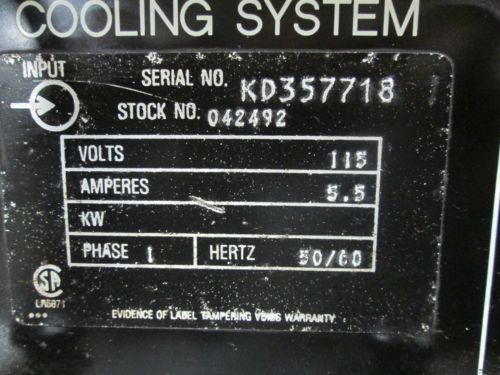 COOLING SYSTEM
INPUT
SERIAL NO. KD357718
STOCK NO. 042492
VOLTS 115
AMPERES 5.5
KW
PHASE 1 HERTZ 50/60
EVIDENCE OF LABEL TAMPERING VOIDS WARRANTY